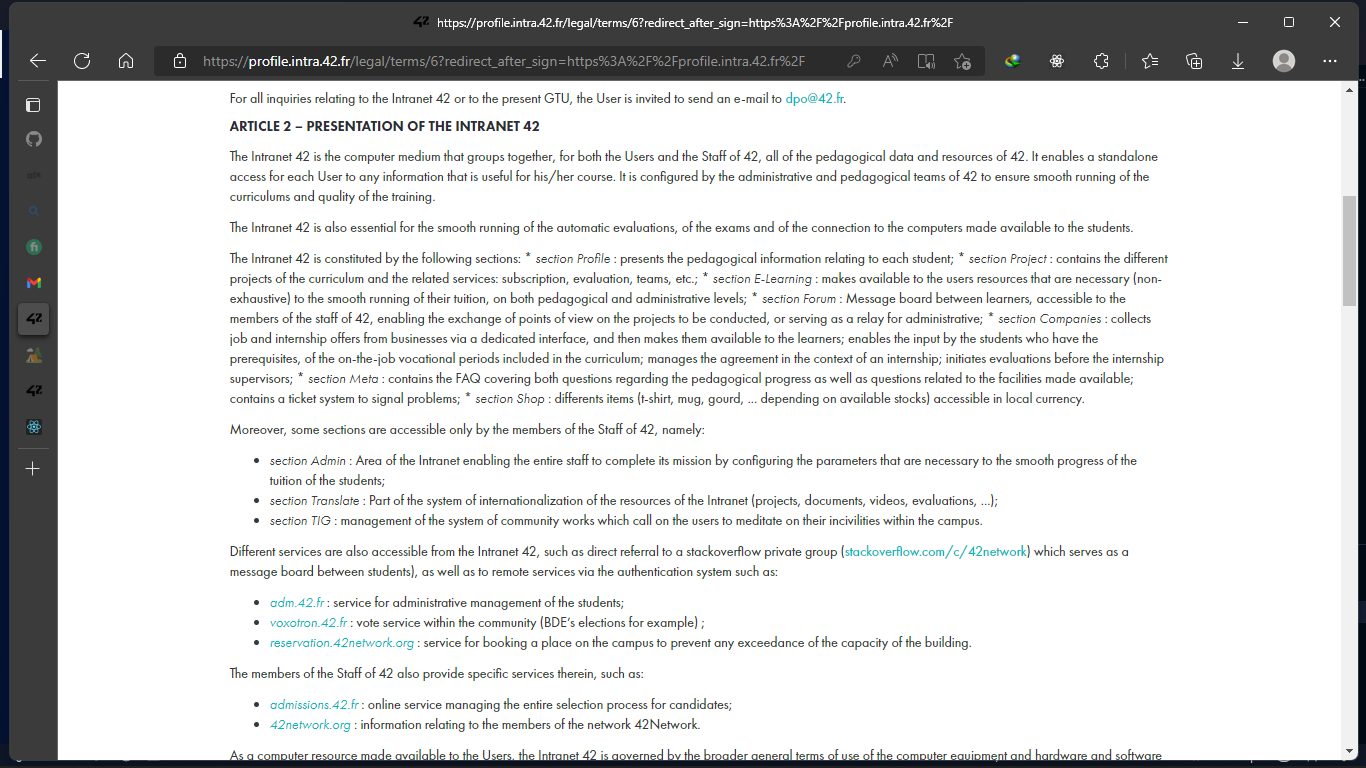 42 https://profile.intra.42.fr/legal/terms/6?redirect_after_sign=https%3A%2F%2Fprofile.intra.42.fr%2F
https://profile.intra.42.fr/legal/terms/6?redirect_after_sign=https%3A%2F%2Fprofile.intra.42.fr%2F
For all inquiries relating to the Intranet 42 or to the present GTU, the User is invited to send an e-mail to dpo@42.fr.
ARTICLE 2 – PRESENTATION OF THE INTRANET 42
The Intranet 42 is the computer medium that groups together, for both the Users and the Staff of 42, all of the pedagogical data and resources of 42. It enables a standalone
access for each User to any information that is useful for his/her course. It is configured by the administrative and pedagogical teams of 42 to ensure smooth running of the
curriculums and quality of the training.
The Intranet 42 is also essential for the smooth running of the automatic evaluations, of the exams and of the connection to the computers made available to the students.
The Intranet 42 is constituted by the following sections: * section Profile : presents the pedagogical information relating to each student; * section Project : contains the different
projects of the curriculum and the related services: subscription, evaluation, teams, etc.; * section E-Learning : makes available to the users resources that are necessary (non-
exhaustive) to the smooth running of their tuition, on both pedagogical and administrative levels; * section Forum : Message board between learners, accessible to the
members of the staff of 42, enabling the exchange of points of view on the projects to be conducted, or serving as a relay for administrative; * section Companies : collects
job and internship offers from businesses via a dedicated interface, and then makes them available to the learners; enables the input by the students who have the
prerequisites, of the on-the-job vocational periods included in the curriculum; manages the agreement in the context of an internship; initiates evaluations before the internship
supervisors; * section Meta : contains the FAQ covering both questions regarding the pedagogical progress as well as questions related to the facilities made available;
contains a ticket system to signal problems; * section Shop : differents items (t-shirt, mug, gourd, ... depending on available stocks) accessible in local currency.
Moreover, some sections are accessible only by the members of the Staff of 42, namely:
• section Admin : Area of the Intranet enabling the entire staff to complete its mission by configuring the parameters that are necessary to the smooth progress of the
tuition of the students;
• section Translate : Part of the system of internationalization of the resources of the Intranet (projects, documents, videos, evaluations, ...);
• section TIG : management of the system of community works which call on the users to meditate on their incivilities within the campus.
Different services are also accessible from the Intranet 42, such as direct referral to a stackoverflow private group (stackoverflow.com/c/42network) which serves as a
message board between students), as well as to remote services via the authentication system such as:
• adm.42.fr : service for administrative management of the students;
• voxotron.42.fr : vote service within the community (BDE's elections for example) ;
• reservation.42network.org : service for booking a place on the campus to prevent any exceedance of the capacity of the building.
The members of the Staff of 42 also provide specific services therein, such as:
• admissions.42.fr : online service managing the entire selection process for candidates;
• 42network.org : information relating to the members of the network 42Network.
As a computer resource made available to the Users, the Intranet 42 is governed by the broader general terms of use of the computer equipment and hardware and software